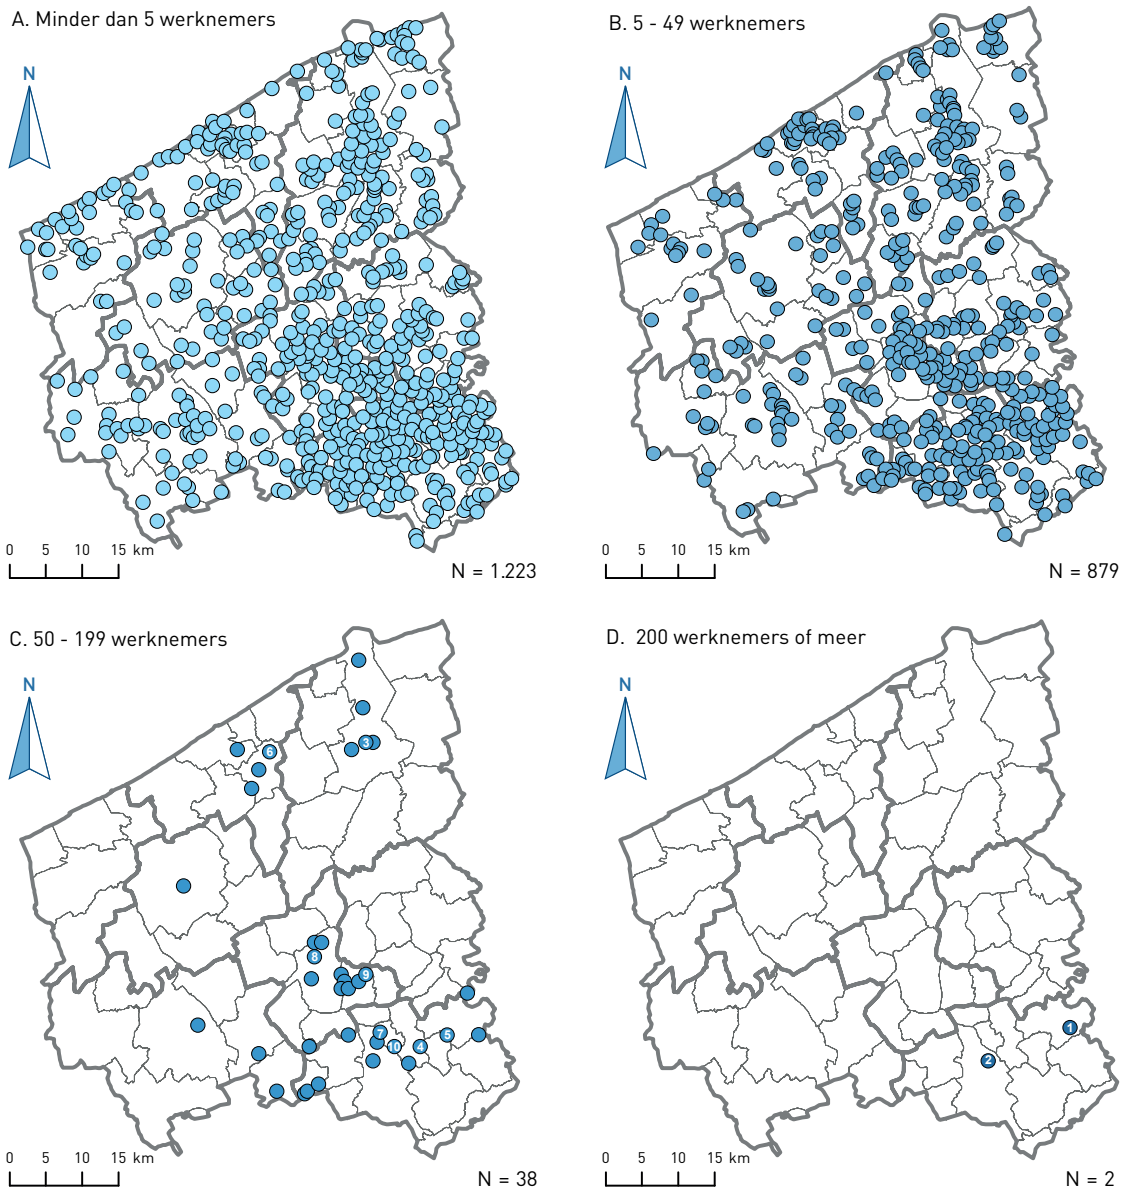 A. Minder dan 5 werknemers
N
0 5 10 15 km
N = 1.223
B. 5 - 49 werknemers
N
0 5 10 15 km
N = 879
C. 50 - 199 werknemers
N
3
6
8
9
7
10
4
5
0 5 10 15 km
N = 38
D. 200 werknemers of meer
N
1
2
0 5 10 15 km
N = 2